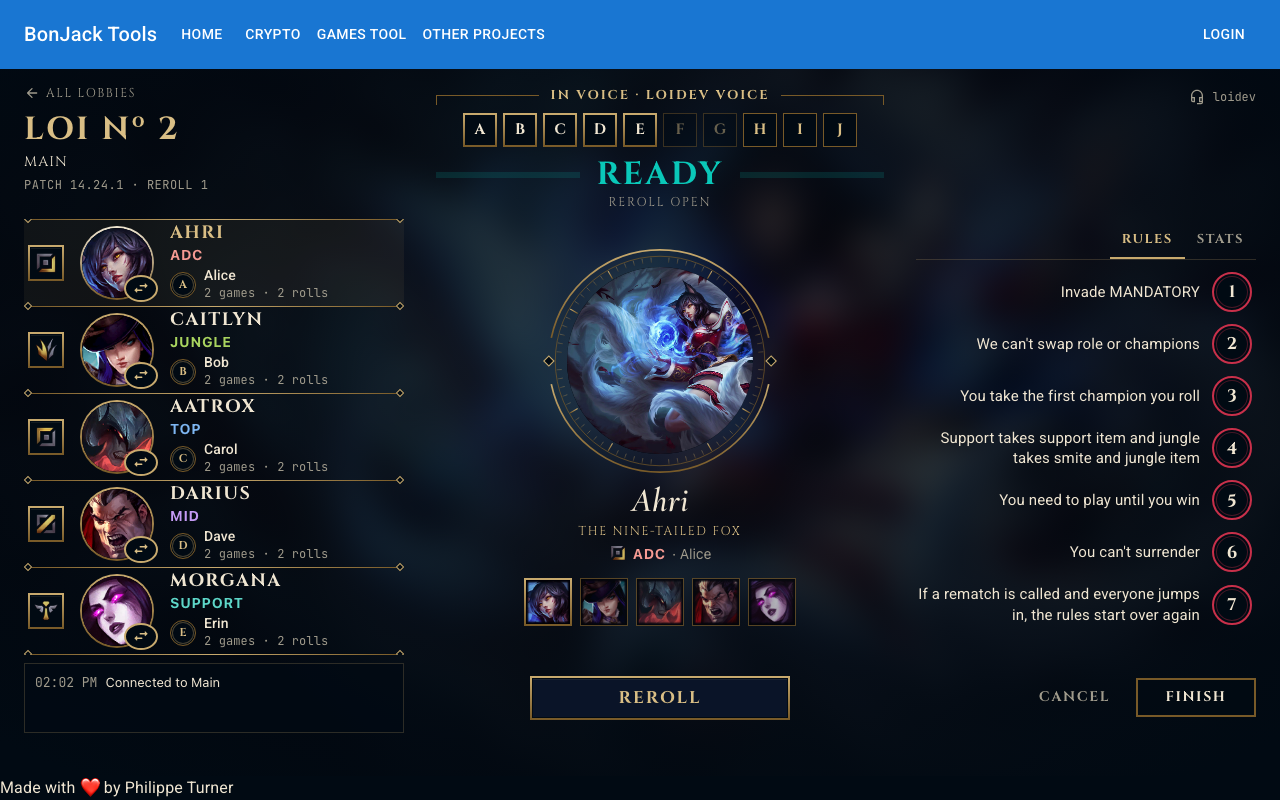 BonJack Tools HOME CRYPTO GAMES TOOL OTHER PROJECTS LOGIN
ALL LOBBIES
LOI Nº 2
MAIN
PATCH 14.24.1 · REROLL 1
IN VOICE · LOIDEV VOICE
A B C D E F G H I J
READY
REROLL OPEN
loidev
AHRI
ADC
A Alice
2 games · 2 rolls
CAITLYN
JUNGLE
B Bob
2 games · 2 rolls
AATROX
TOP
C Carol
2 games · 2 rolls
DARIUS
MID
D Dave
2 games · 2 rolls
MORGANA
SUPPORT
E Erin
2 games · 2 rolls
02:02 PM Connected to Main
Ahri
THE NINE-TAILED FOX
ADC · Alice
REROLL
RULES STATS
Invade MANDATORY 1
We can't swap role or champions 2
You take the first champion you roll 3
Support takes support item and jungle
takes smite and jungle item 4
You need to play until you win 5
You can't surrender 6
If a rematch is called and everyone jumps
in, the rules start over again 7
CANCEL FINISH
Made with ❤️ by Philippe Turner